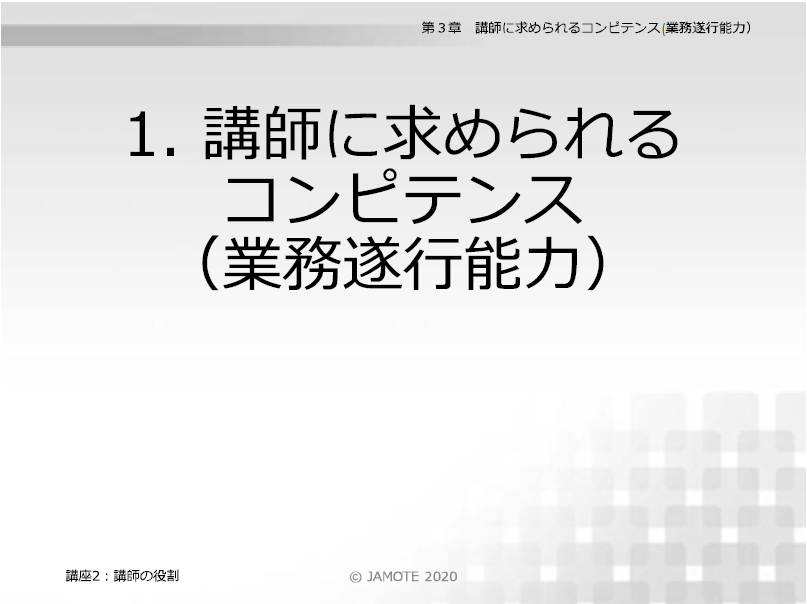 第３章　講師に求められるコンピテンス(業務遂行能力）
1. 講師に求められる
コンピテンス
（業務遂行能力）
講座2：講師の役割
© JAMOTE 2020